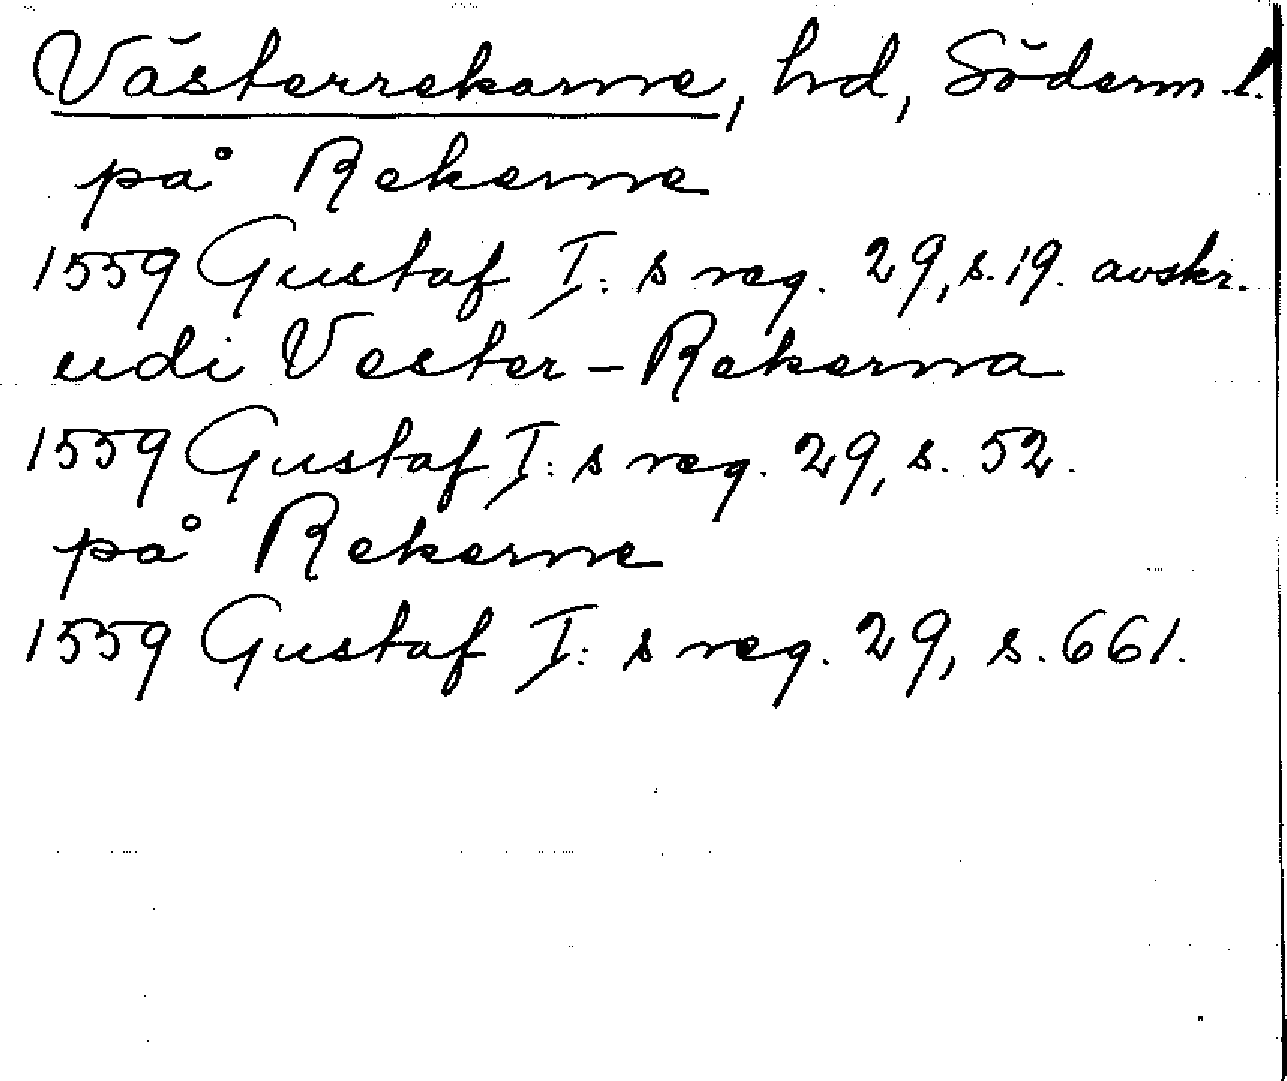 Västerrekarne, hd, Söderm.l.
på Rekerne
1559 Gustaf I:s reg. 29, s. 19. avskr.
udi Vester-Rekerna
1559 Gustaf I:s reg. 29, s. 52.
på Rekerne
1559 Gustaf I:s reg. 29, s. 661.